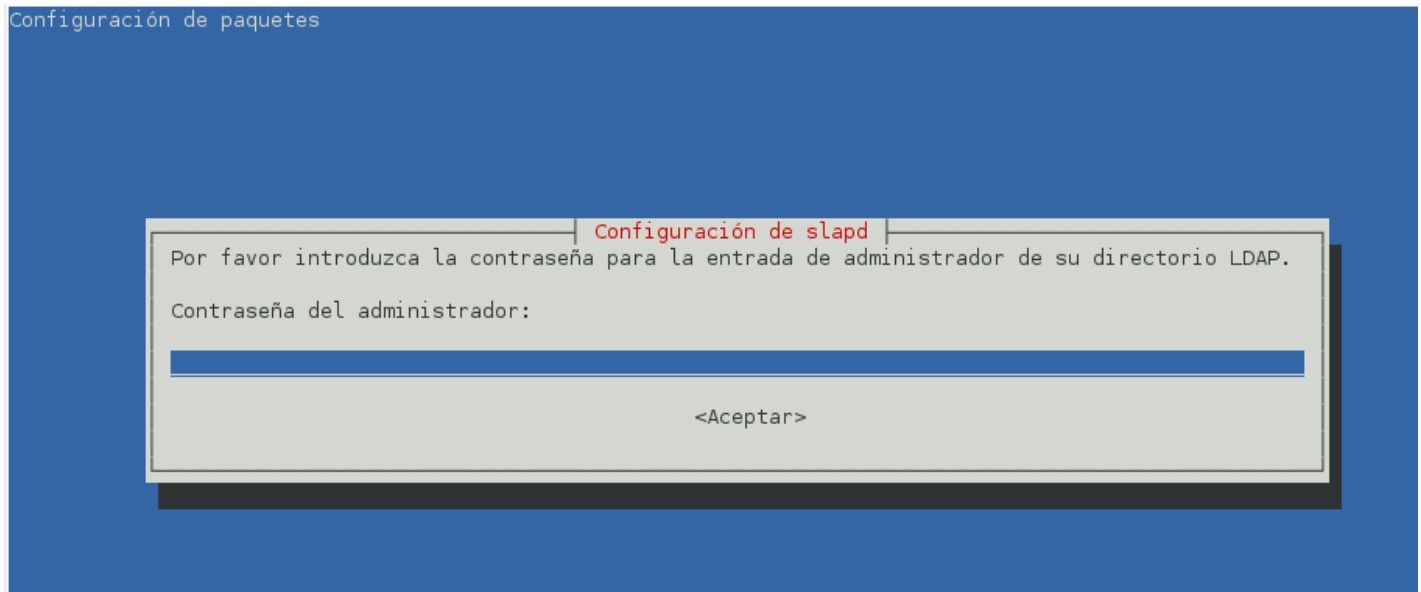 Configuración de paquetes
Configuración de slapd
Por favor introduzca la contraseña para la entrada de administrador de su directorio LDAP.
Contraseña del administrador:
<Aceptar>